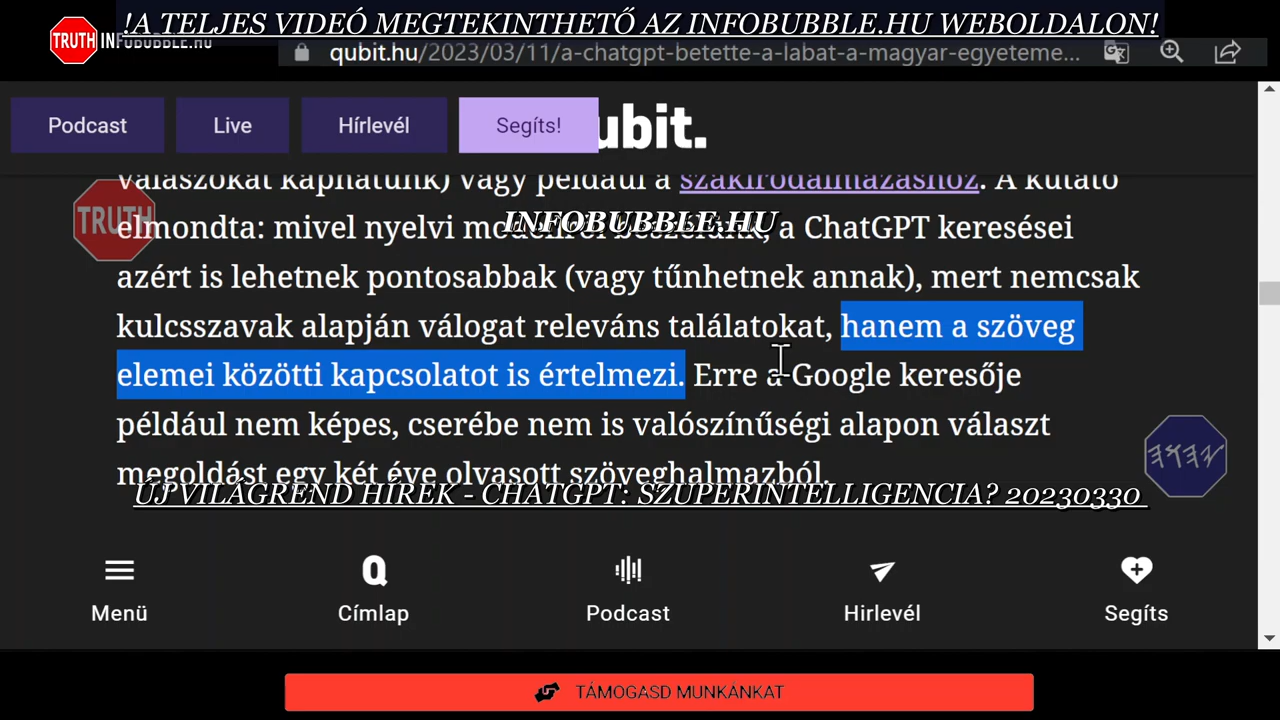 !A TELJES VIDEÓ MEGTEKINTHETŐ AZ INFOBUBBLE.HU WEBOLDALON!
TRUTH INFOBUBBLE.HU
qubit.hu/2023/03/11/a-chatgpt-betette-a-labat-a-magyar-egyeteme...
Podcast Live Hírlevél Segíts! ubit.
válaszokat kaphatunk) vagy például a szakirodalmazáshoz. A kutató
TRUTH
elmondta: mivel nyelvi modellről beszélünk, a ChatGPT keresései
INFOBUBBLE.HU
azért is lehetnek pontosabbak (vagy tűnhetnek annak), mert nemcsak
kulcsszavak alapján válogat releváns találatokat, hanem a szöveg
elemei közötti kapcsolatot is értelmezi. Erre a Google keresője
például nem képes, cserébe nem is valószínűségi alapon választ
megoldást egy két éve olvasott szöveghalmazból.
ÚJ VILÁGREND HÍREK - CHATGPT: SZUPERINTELLIGENCIA? 20230330
Menü Címlap Podcast Hirlevél Segíts
TÁMOGASD MUNKÁNKAT